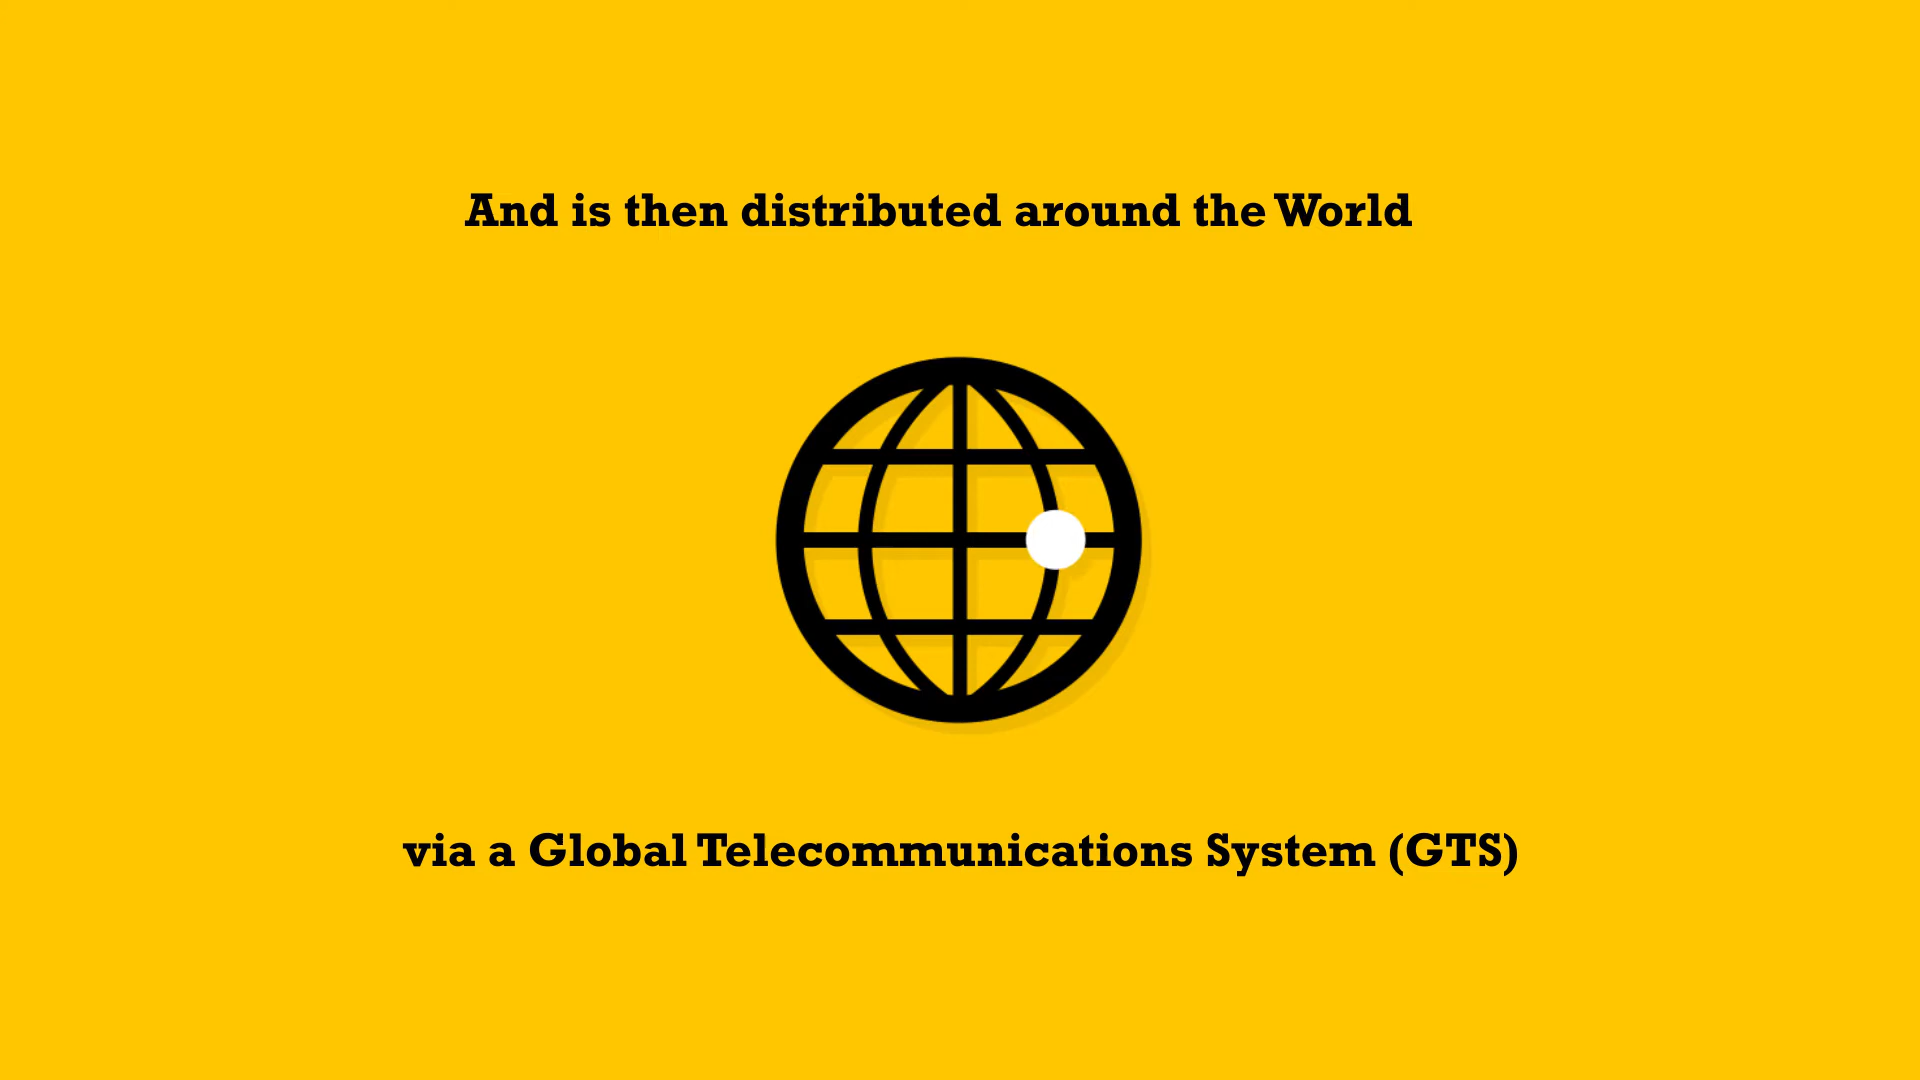 And is then distributed around the World
via a Global Telecommunications System (GTS)